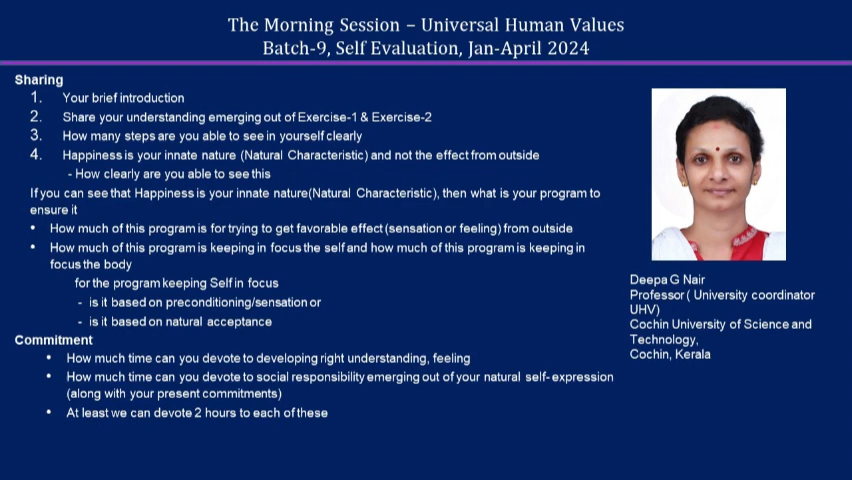 The Morning Session – Universal Human Values
Batch-9, Self Evaluation, Jan-April 2024
Sharing
1. Your brief introduction
2. Share your understanding emerging out of Exercise-1 & Exercise-2
3. How many steps are you able to see in yourself clearly
4. Happiness is your innate nature (Natural Characteristic) and not the effect from outside
- How clearly are you able to see this
If you can see that Happiness is your innate nature(Natural Characteristic), then what is your program to
ensure it
• How much of this program is for trying to get favorable effect (sensation or feeling) from outside
• How much of this program is keeping in focus the self and how much of this program is keeping in
focus the body
for the program keeping Self in focus
- is it based on preconditioning/sensation or
- is it based on natural acceptance
Commitment
• How much time can you devote to developing right understanding, feeling
• How much time can you devote to social responsibility emerging out of your natural self-expression
(along with your present commitments)
• At least we can devote 2 hours to each of these
Deepa G Nair
Professor ( University coordinator
UHV)
Cochin University of Science and
Technology,
Cochin, Kerala